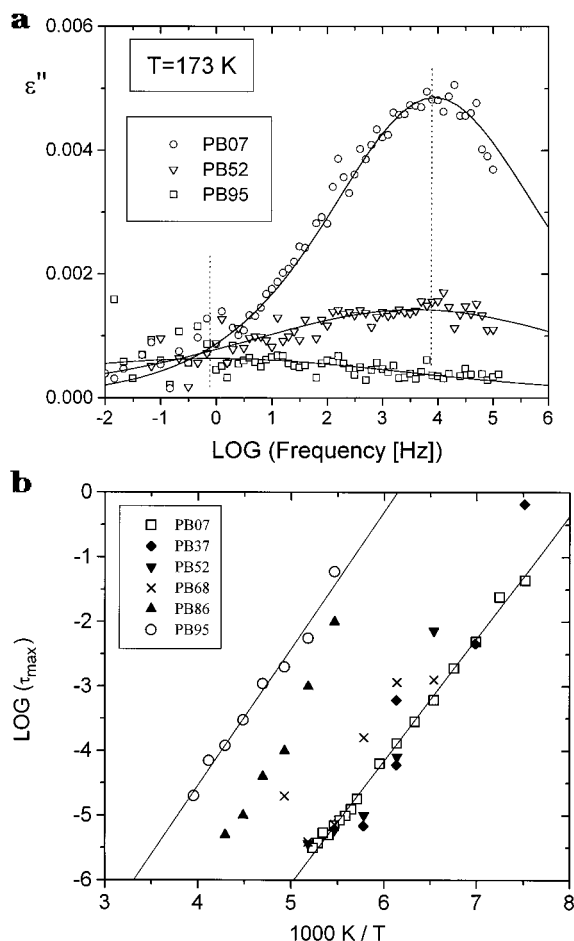 a
0.006
0.004
0.002
0.000
ε"
T=173 K
PB07
PB52
PB95
-2 -1 0 1 2 3 4 5 6
LOG (Frequency [Hz])
b
0
-1
-2
-3
-4
-5
-6
LOG (τmax)
PB07
PB37
PB52
PB68
PB86
PB95
3 4 5 6 7 8
1000 K / T